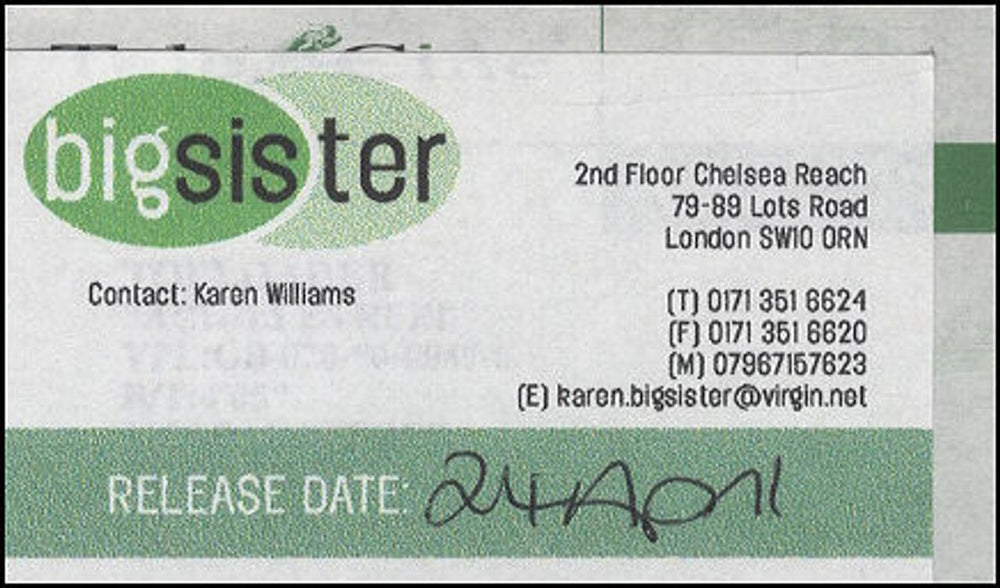 bigsister
2nd Floor Chelsea Reach
79-89 Lots Road
London SW10 0RN
Contact: Karen Williams
(T) 0171 351 6624
(F) 0171 351 6620
(M) 07967157623
(E) karen.bigsister@virgin.net
RELEASE DATE: 24 April